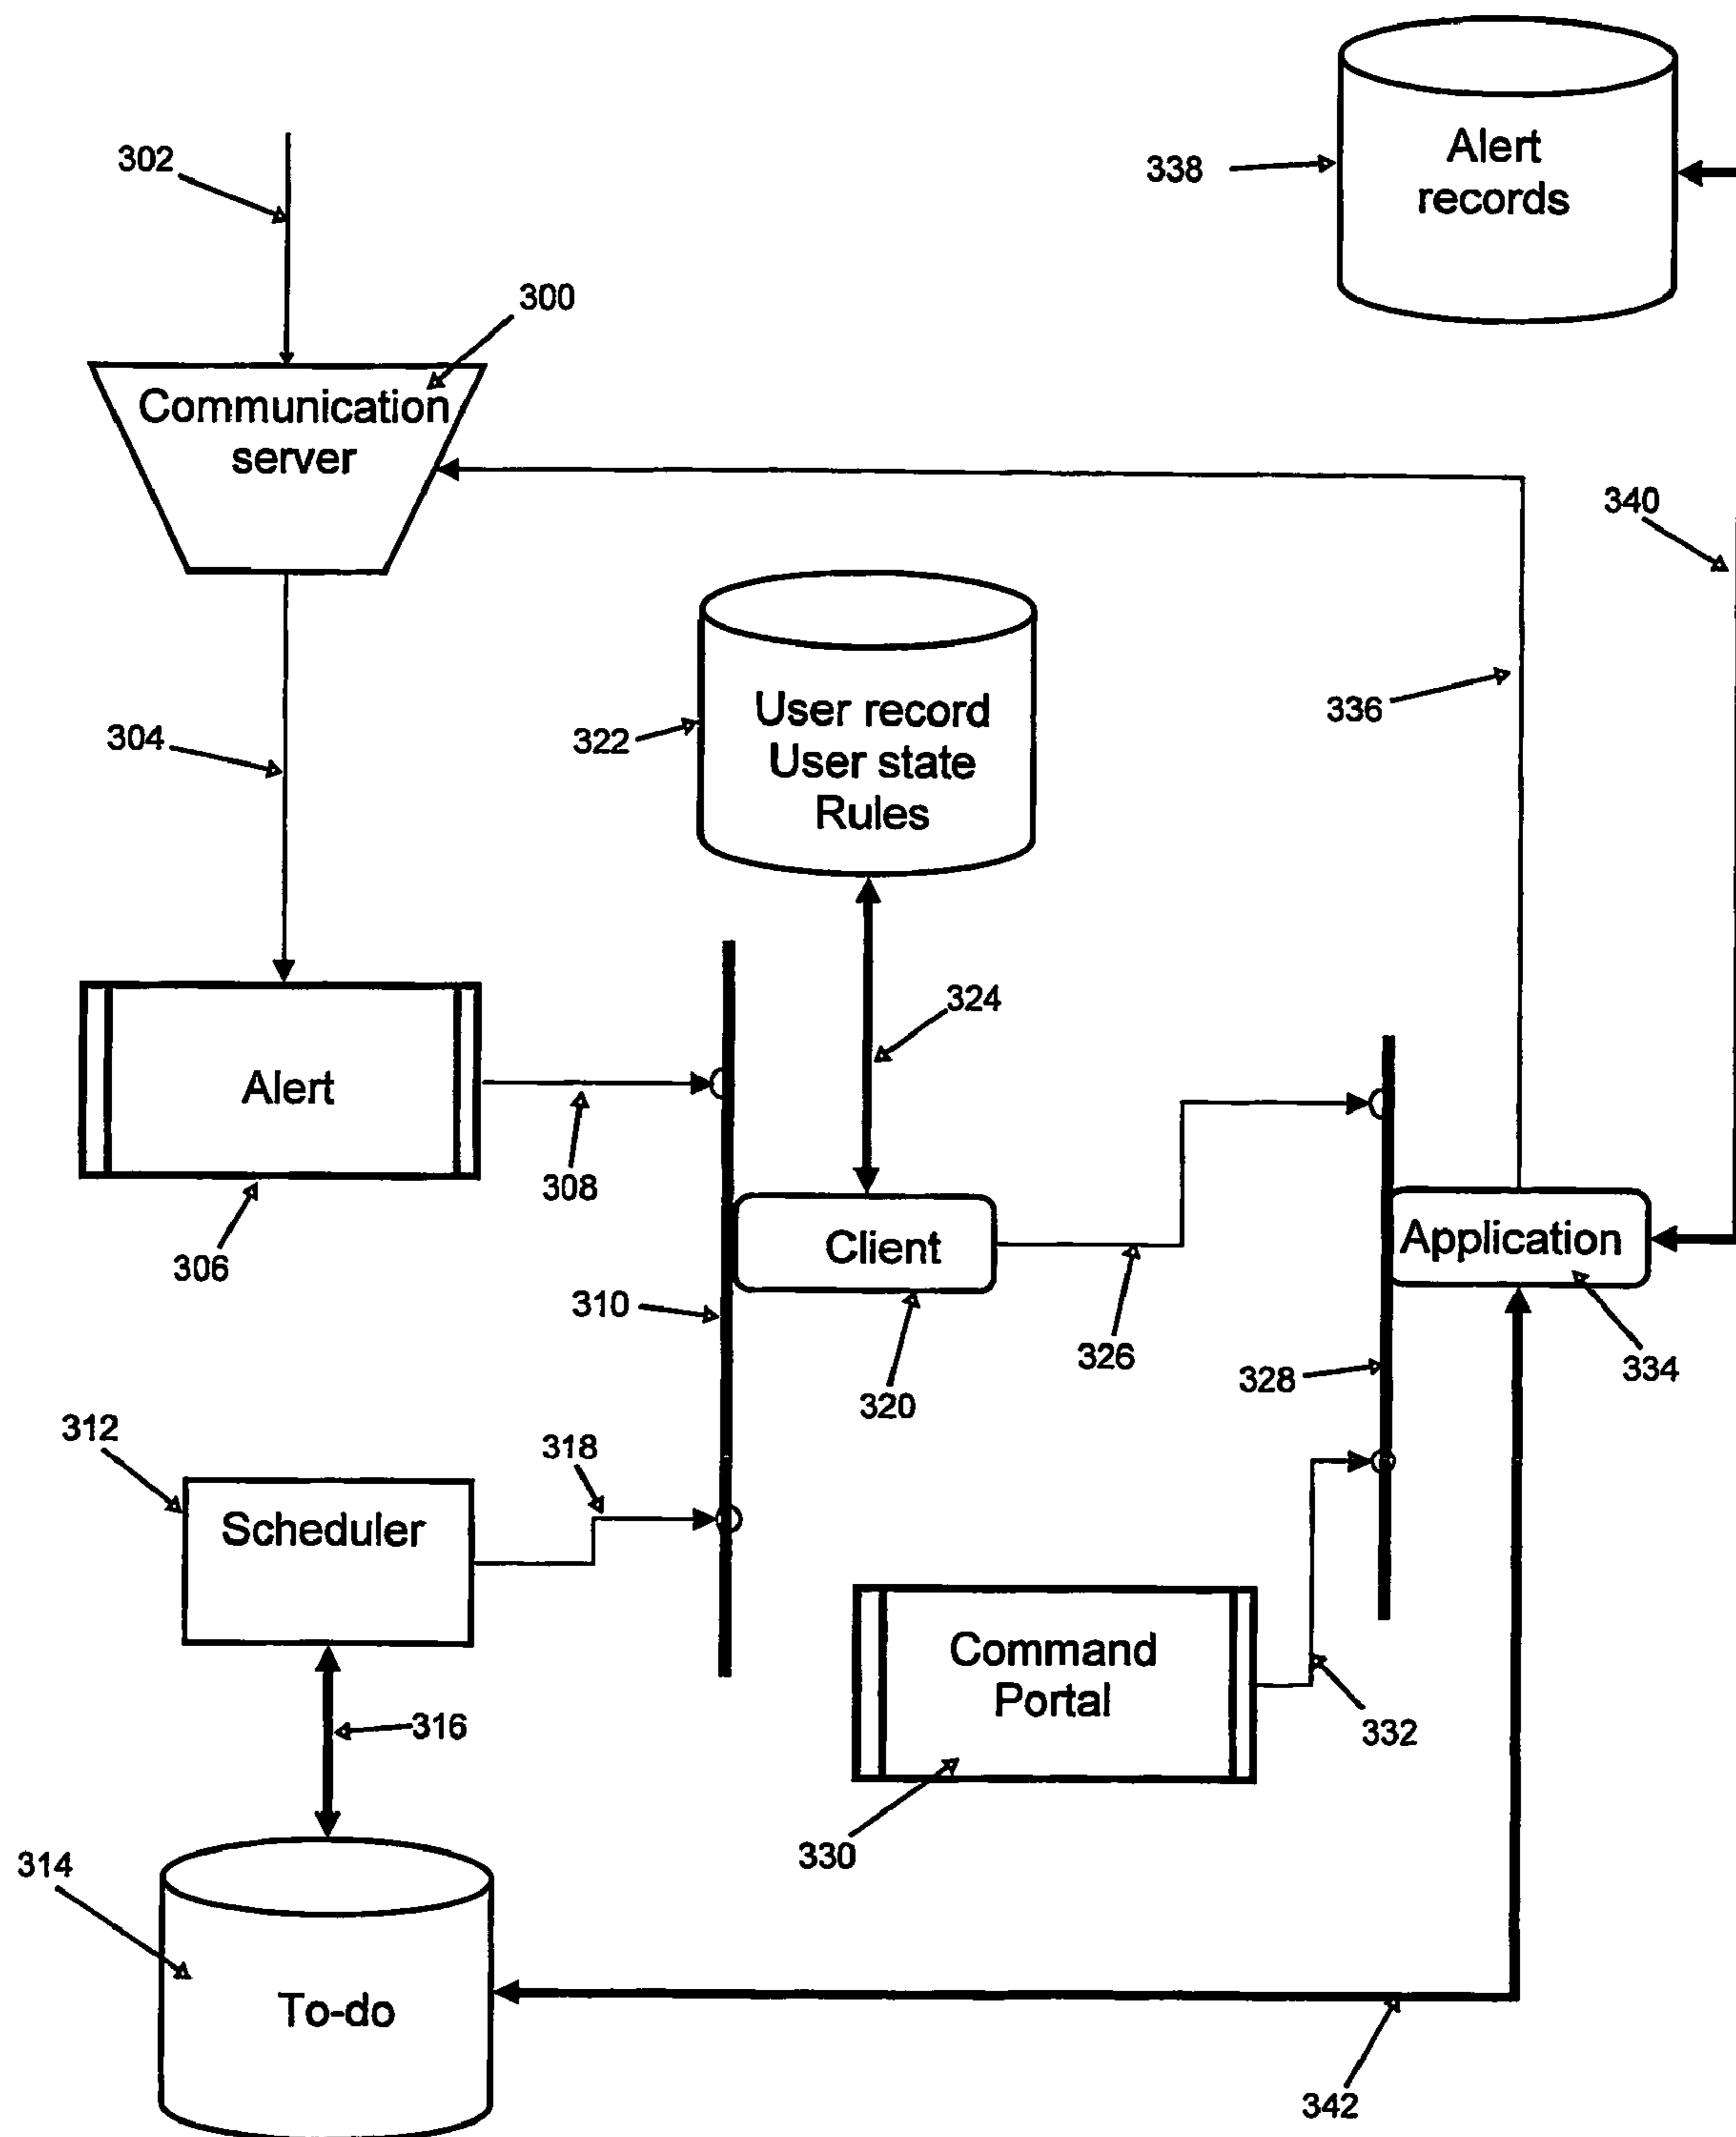 Alert
records
338
302
300
Communication
server
340
336
304
322
User record
User state
Rules
324
Alert
308
306
Client
Application
310
326
328
334
320
312
318
Scheduler
Command
Portal
316
332
330
314
To-do
342